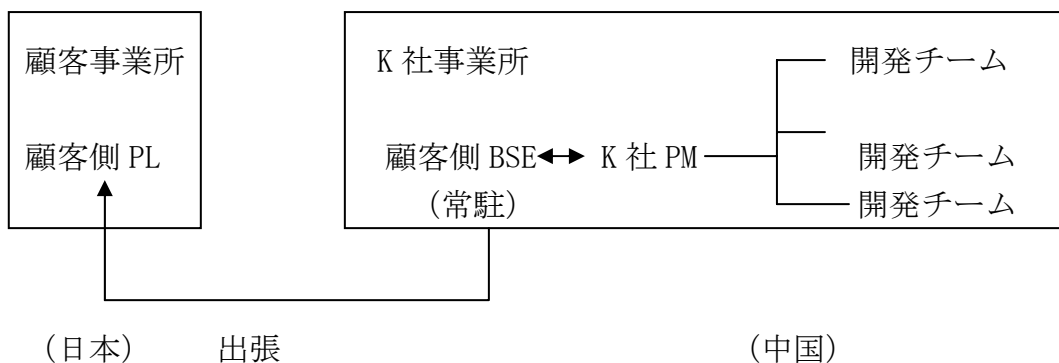 顧客事業所
K 社事業所
開発チーム
顧客側 PL
顧客側 BSE
K 社 PM
開発チーム
(常駐)
開発チーム
(日本)
出張
(中国)